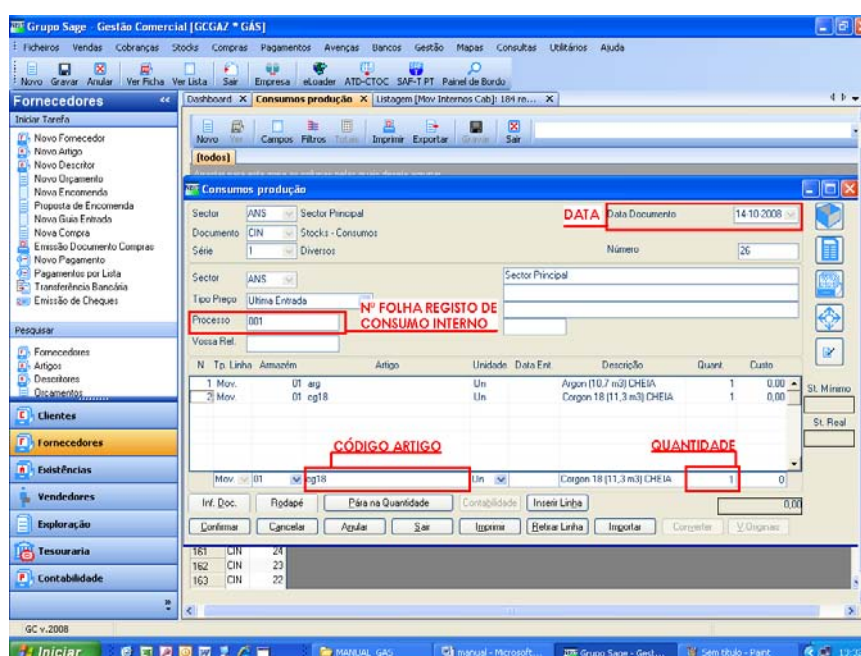 Grupo Sage - Gestão Comercial [GCGAZ * GÁS]
Ficheiros Vendas Cobranças Stocks Compras Pagamentos Avenças Bancos Gestão Mapas Consultas Utilitários Ajuda
Novo Gravar Anular Ver Ficha Ver Lista Sair Empresa eLoader ATD-CTOC SAF-T PT Painel de Bordo
Fornecedores
Dashboard Consumos produção Listagem [Mov Internos Cab]: 184 re...
Iniciar Tarefa
Novo Fornecedor
Novo Artigo
Novo Descritor
Novo Orçamento
Nova Encomenda
Proposta de Encomenda
Nova Guia Entrada
Nova Compra
Emissão Documento Compras
Novo Pagamento
Pagamentos por Lista
Transferência Bancária
Emissão de Cheques
Pesquisar
Fornecedores
Artigos
Descritores
Orçamentos
Clientes
Fornecedores
Existências
Vendedores
Exploração
Tesouraria
Contabilidade
Novo Ver Campos Filtros Totais Imprimir Exportar Gravar Sair
(todos)
Consumos produção
Sector ANS Sector Principal
DATA Data Documento 14-10-2008
Documento CIN Stocks - Consumos
Série 1 Diversos Número 26
Sector ANS Sector Principal
Tipo Preço Ultima Entrada
Processo 001
Nº FOLHA REGISTO DE
CONSUMO INTERNO
Vossa Ref.
N Tp. Linha Armazém Artigo Unidade Data Ent. Descrição Quant. Custo
1 Mov. 01 arg Un Argon (10,7 m3) CHEIA 1 0,00
2 Mov. 01 cg18 Un Corgon 18 (11,3 m3) CHEIA 1 0,00
St. Mínimo
St. Real
CÓDIGO ARTIGO QUANTIDADE
Mov. 01 cg18 Un Corgon 18 (11,3 m3) CHEIA 1 0
Inf. Doc. Rodapé Pára na Quantidade Contabilidade Inserir Linha 0,00
Confirmar Cancelar Anular Sair Imprimir Retirar Linha Importar Converter V.Originais
161 CIN 24
162 CIN 23
163 CIN 22
GC v.2008
Iniciar MANUAL GAS manual - Microsoft... Grupo Sage - Gest... Sem título - Paint